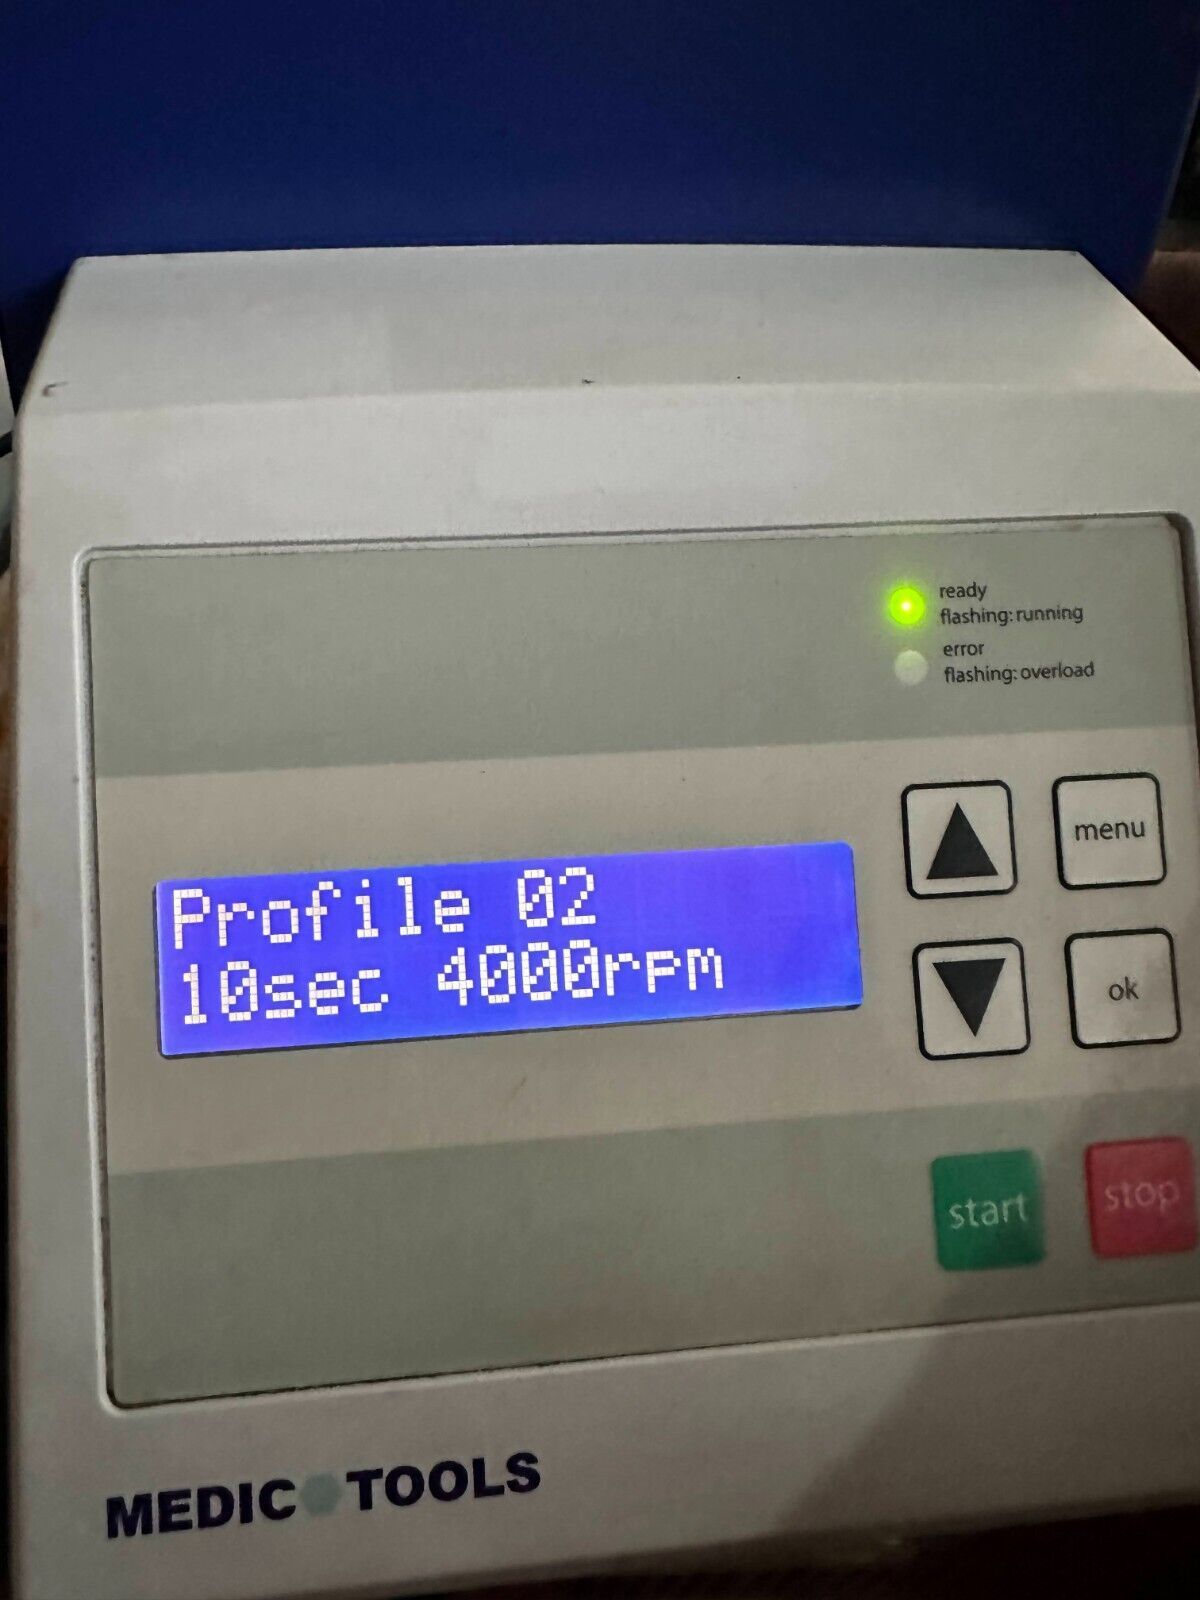 ready
flashing: running
error
flashing: overload
menu
Profile 02
10sec 4000rpm
ok
start
stop
MEDIC TOOLS